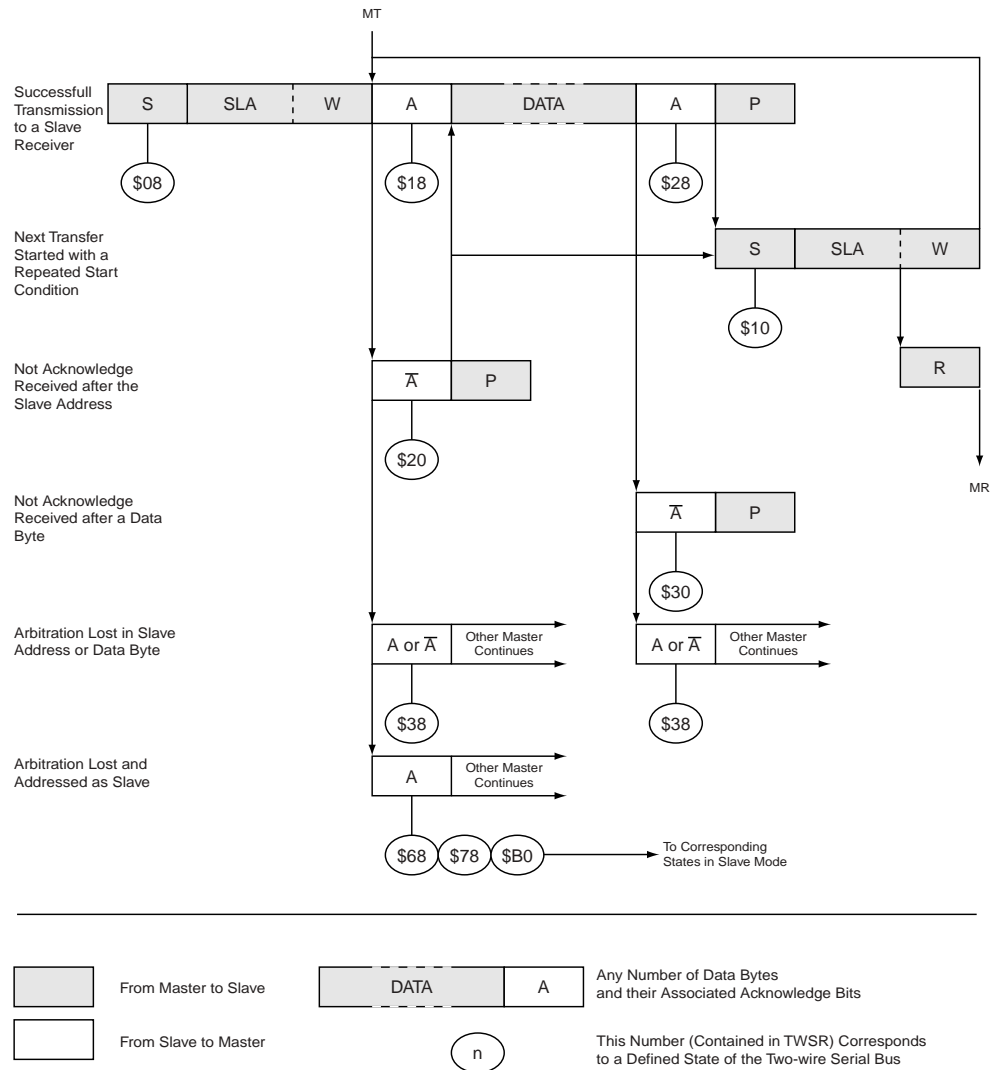 MT
Successfull
Transmission
to a Slave
Receiver
S SLA W A DATA A P
$08 $18 $28
Next Transfer
Started with a
Repeated Start
Condition
S SLA W
$10
Not Acknowledge
Received after the
Slave Address
A̅ P
R
$20
MR
Not Acknowledge
Received after a Data
Byte
A̅ P
$30
Arbitration Lost in Slave
Address or Data Byte
A or A̅
Other Master
Continues
A or A̅
Other Master
Continues
$38 $38
Arbitration Lost and
Addressed as Slave
A
Other Master
Continues
$68 $78 $B0
To Corresponding
States in Slave Mode
From Master to Slave
DATA A
Any Number of Data Bytes
and their Associated Acknowledge Bits
From Slave to Master
n
This Number (Contained in TWSR) Corresponds
to a Defined State of the Two-wire Serial Bus